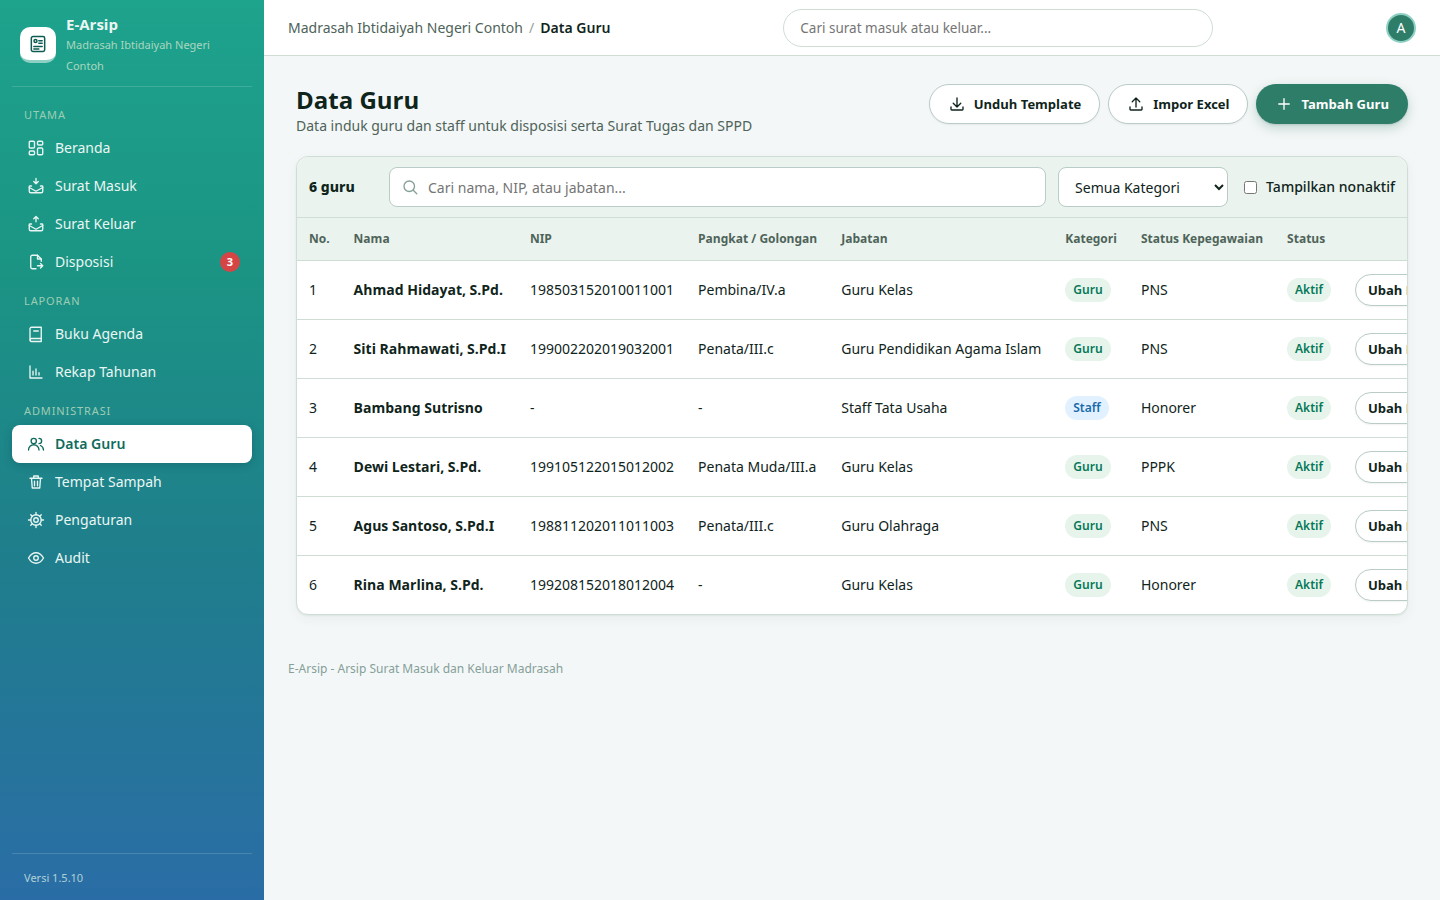 E-Arsip
Madrasah Ibtidaiyah Negeri
Contoh
UTAMA
Beranda
Surat Masuk
Surat Keluar
Disposisi 3
LAPORAN
Buku Agenda
Rekap Tahunan
ADMINISTRASI
Data Guru
Tempat Sampah
Pengaturan
Audit
Versi 1.5.10
Madrasah Ibtidaiyah Negeri Contoh / Data Guru
Cari surat masuk atau keluar...
A
Data Guru
Data induk guru dan staff untuk disposisi serta Surat Tugas dan SPPD
Unduh Template
Impor Excel
Tambah Guru
6 guru
Cari nama, NIP, atau jabatan...
Semua Kategori
Tampilkan nonaktif
No. Nama NIP Pangkat / Golongan Jabatan Kategori Status Kepegawaian Status
1 Ahmad Hidayat, S.Pd. 198503152010011001 Pembina/IV.a Guru Kelas Guru PNS Aktif Ubah
2 Siti Rahmawati, S.Pd.I 199002202019032001 Penata/III.c Guru Pendidikan Agama Islam Guru PNS Aktif Ubah
3 Bambang Sutrisno - - Staff Tata Usaha Staff Honorer Aktif Ubah
4 Dewi Lestari, S.Pd. 199105122015012002 Penata Muda/III.a Guru Kelas Guru PPPK Aktif Ubah
5 Agus Santoso, S.Pd.I 198811202011011003 Penata/III.c Guru Olahraga Guru PNS Aktif Ubah
6 Rina Marlina, S.Pd. 199208152018012004 - Guru Kelas Guru Honorer Aktif Ubah
E-Arsip - Arsip Surat Masuk dan Keluar Madrasah